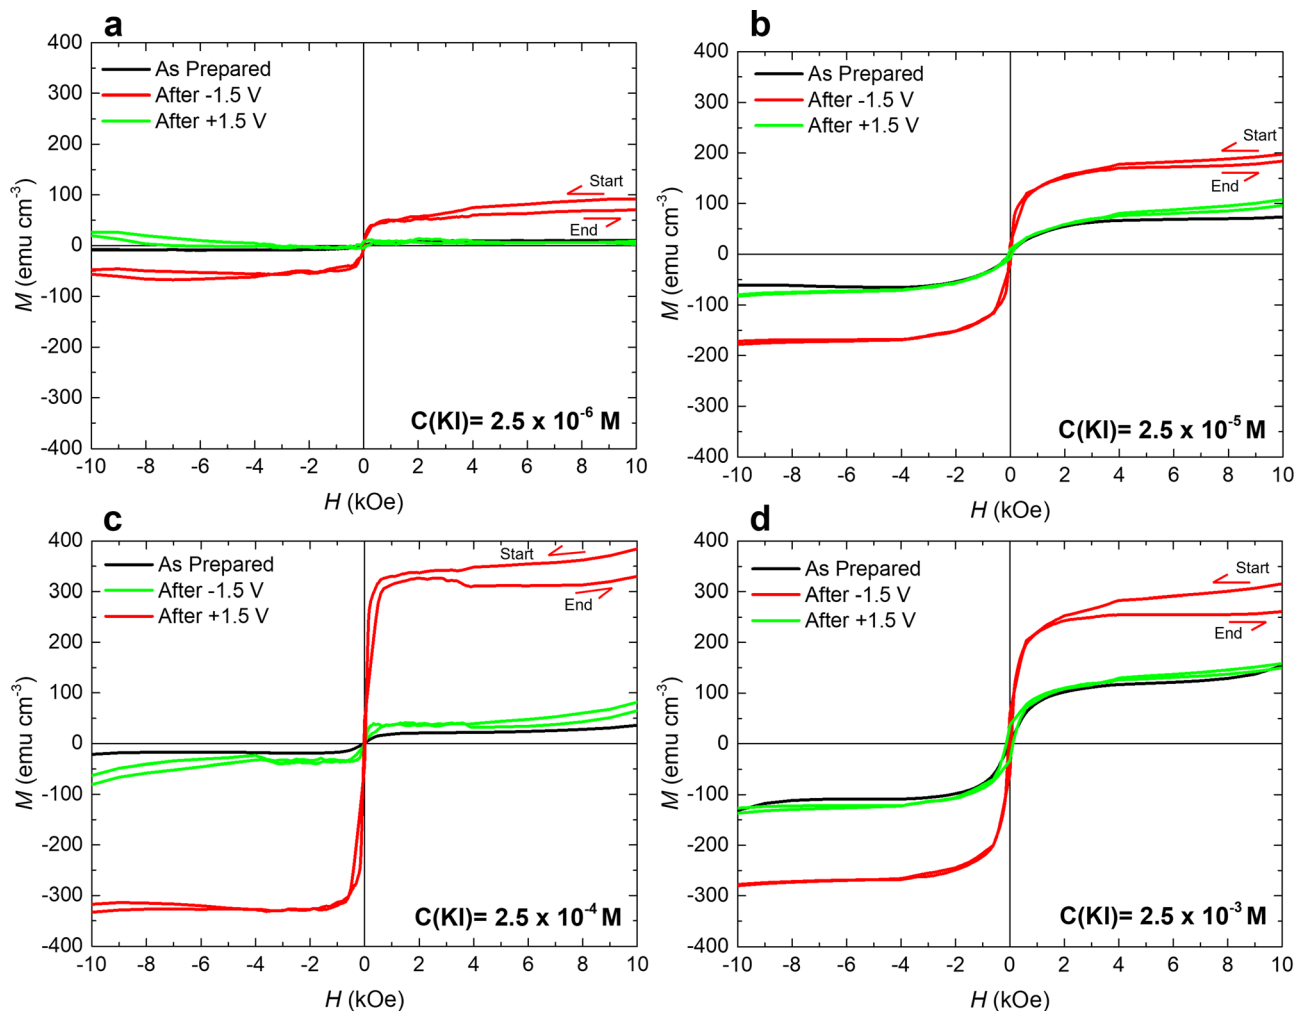 a
400
300
200
100
0
-100
-200
-300
-400
M (emu cm⁻³)
As Prepared
After -1.5 V
After +1.5 V
Start
End
C(KI)= 2.5 x 10⁻⁶ M
-10 -8 -6 -4 -2 0 2 4 6 8 10
H (kOe)
b
400
300
200
100
0
-100
-200
-300
-400
M (emu cm⁻³)
As Prepared
After -1.5 V
After +1.5 V
Start
End
C(KI)= 2.5 x 10⁻⁵ M
-10 -8 -6 -4 -2 0 2 4 6 8 10
H (kOe)
c
400
300
200
100
0
-100
-200
-300
-400
M (emu cm⁻³)
As Prepared
After -1.5 V
After +1.5 V
Start
End
C(KI)= 2.5 x 10⁻⁴ M
-10 -8 -6 -4 -2 0 2 4 6 8 10
H (kOe)
d
400
300
200
100
0
-100
-200
-300
-400
M (emu cm⁻³)
As Prepared
After -1.5 V
After +1.5 V
Start
End
C(KI)= 2.5 x 10⁻³ M
-10 -8 -6 -4 -2 0 2 4 6 8 10
H (kOe)